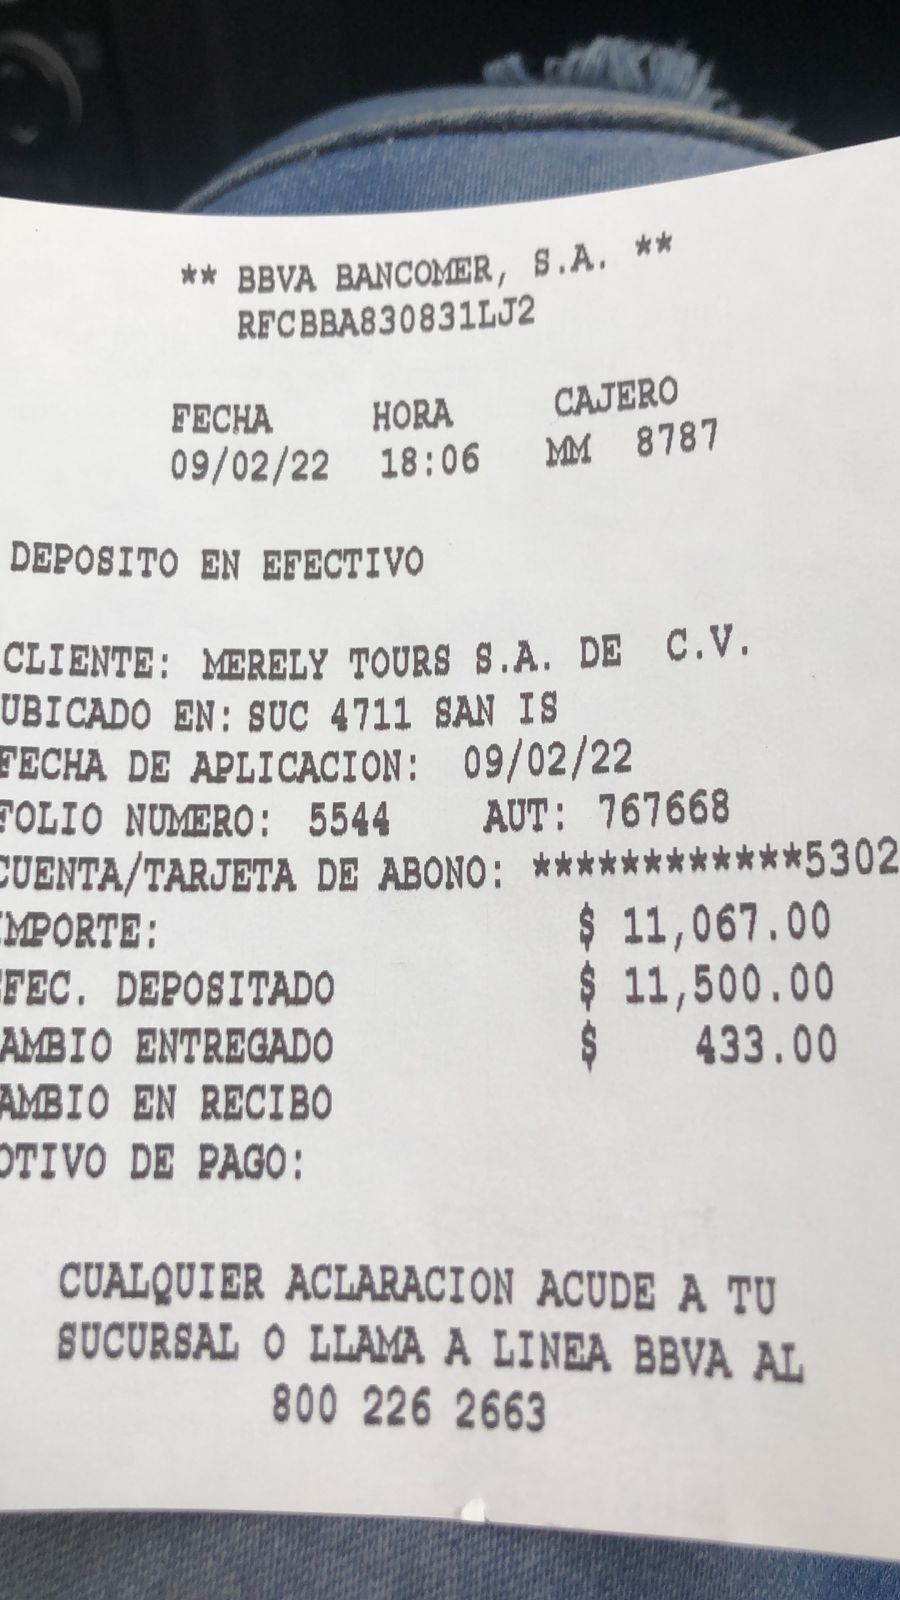 ** BBVA BANCOMER, S.A. **
RFCBBA830831LJ2
FECHA HORA CAJERO
09/02/22 18:06 MM 8787
DEPOSITO EN EFECTIVO
CLIENTE: MERELY TOURS S.A. DE C.V.
UBICADO EN: SUC 4711 SAN IS
FECHA DE APLICACION: 09/02/22
FOLIO NUMERO: 5544 AUT: 767668
CUENTA/TARJETA DE ABONO: ************5302
IMPORTE: $ 11,067.00
EFEC. DEPOSITADO $ 11,500.00
AMBIO ENTREGADO $ 433.00
AMBIO EN RECIBO
OTIVO DE PAGO:
CUALQUIER ACLARACION ACUDE A TU
SUCURSAL O LLAMA A LINEA BBVA AL
800 226 2663